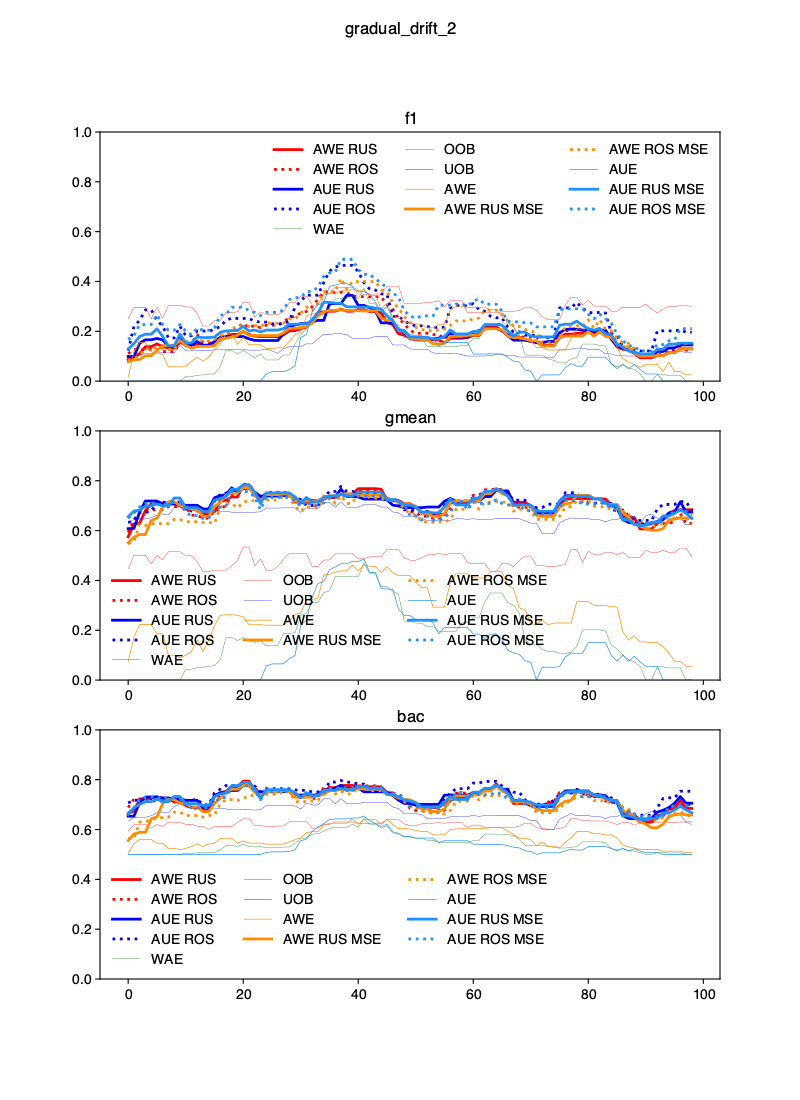 gradual_drift_2
f1
1.0
0.8
0.6
0.4
0.2
0.0
AWE RUS OOB AWE ROS MSE
AWE ROS UOB AUE
AUE RUS AWE AUE RUS MSE
AUE ROS AWE RUS MSE AUE ROS MSE
WAE
0 20 40 60 80 100
gmean
1.0
0.8
0.6
0.4
0.2
0.0
AWE RUS OOB AWE ROS MSE
AWE ROS UOB AUE
AUE RUS AWE AUE RUS MSE
AUE ROS AWE RUS MSE AUE ROS MSE
WAE
0 20 40 60 80 100
bac
1.0
0.8
0.6
0.4
0.2
0.0
AWE RUS OOB AWE ROS MSE
AWE ROS UOB AUE
AUE RUS AWE AUE RUS MSE
AUE ROS AWE RUS MSE AUE ROS MSE
WAE
0 20 40 60 80 100